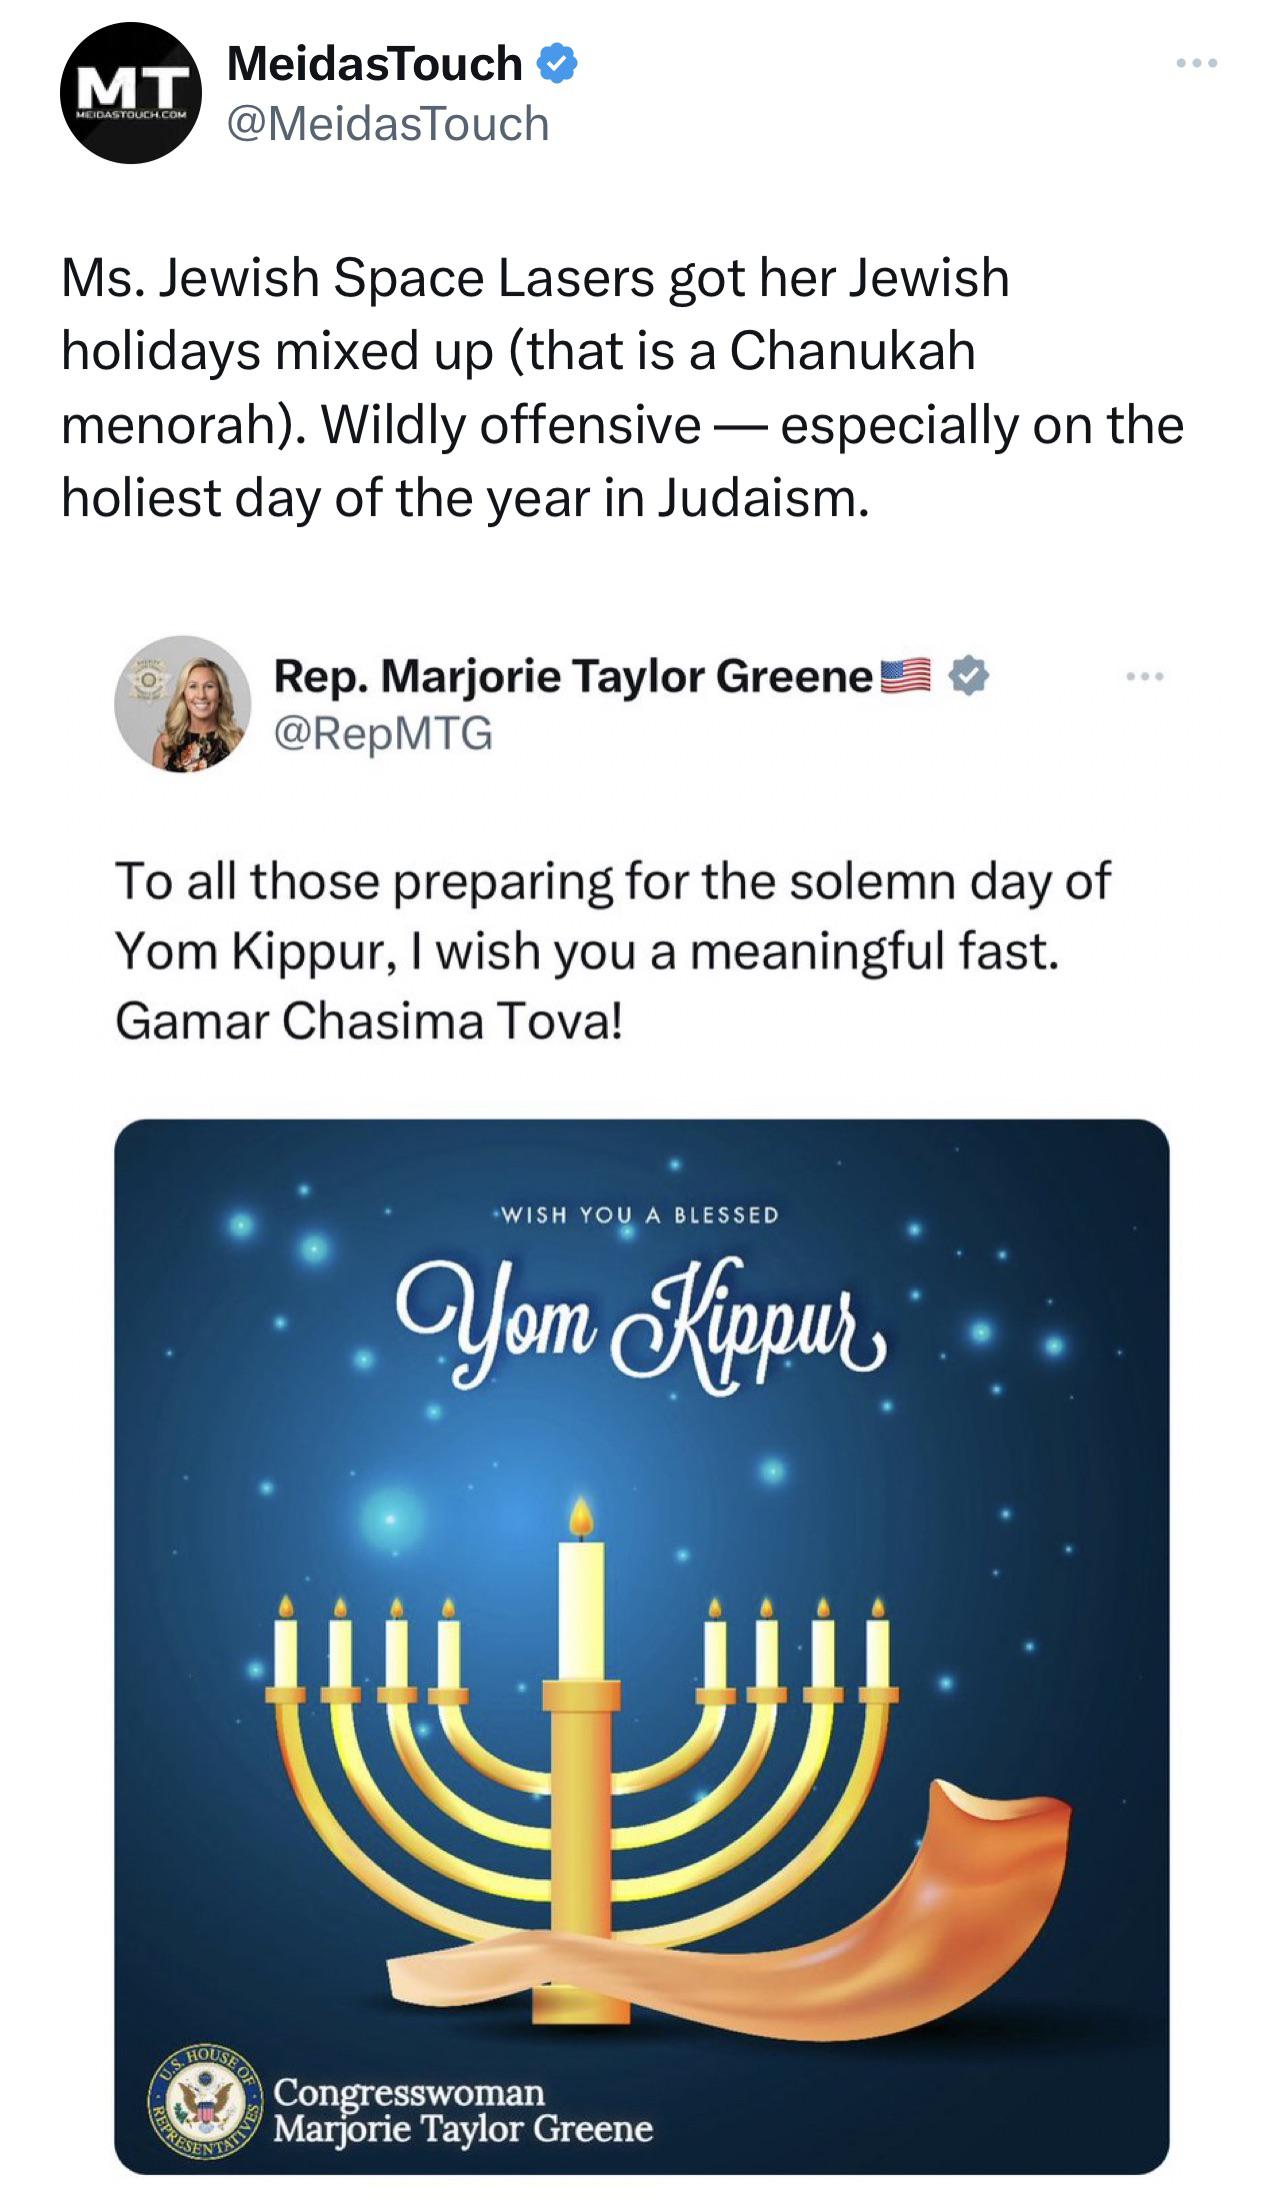 MT
MEIDASTOUCH.COM
MeidasTouch
@MeidasTouch
Ms. Jewish Space Lasers got her Jewish
holidays mixed up (that is a Chanukah
menorah). Wildly offensive — especially on the
holiest day of the year in Judaism.
Rep. Marjorie Taylor Greene🇺🇸
@RepMTG
To all those preparing for the solemn day of
Yom Kippur, I wish you a meaningful fast.
Gamar Chasima Tova!
WISH YOU A BLESSED
Yom Kippur
U.S. HOUSE OF
REPRESENTATIVES
Congresswoman
Marjorie Taylor Greene